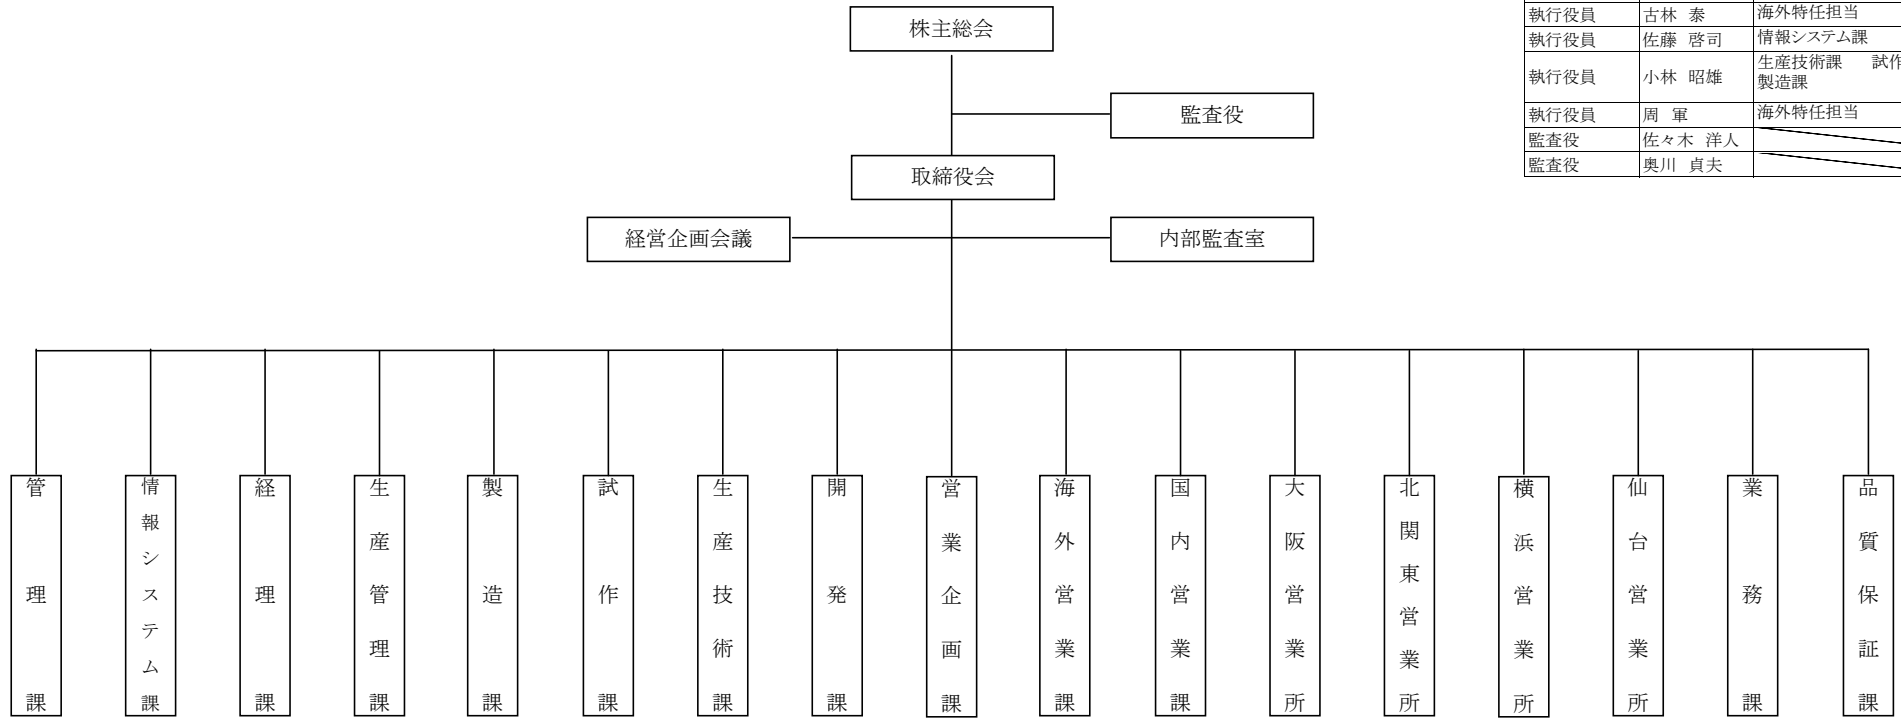 株主総会
監査役
取締役会
経営企画会議
内部監査室
執行役員 古林 泰 海外特任担当
執行役員 佐藤 啓司 情報システム課
執行役員 小林 昭雄 生産技術課 試作
製造課
執行役員 周 軍 海外特任担当
監査役 佐々木 洋人
監査役 奥川 貞夫
管理課
情報システム課
経理課
生産管理課
製造課
試作課
生産技術課
開発課
営業企画課
海外営業課
国内営業課
大阪営業所
北関東営業所
横浜営業所
仙台営業所
業務課
品質保証課